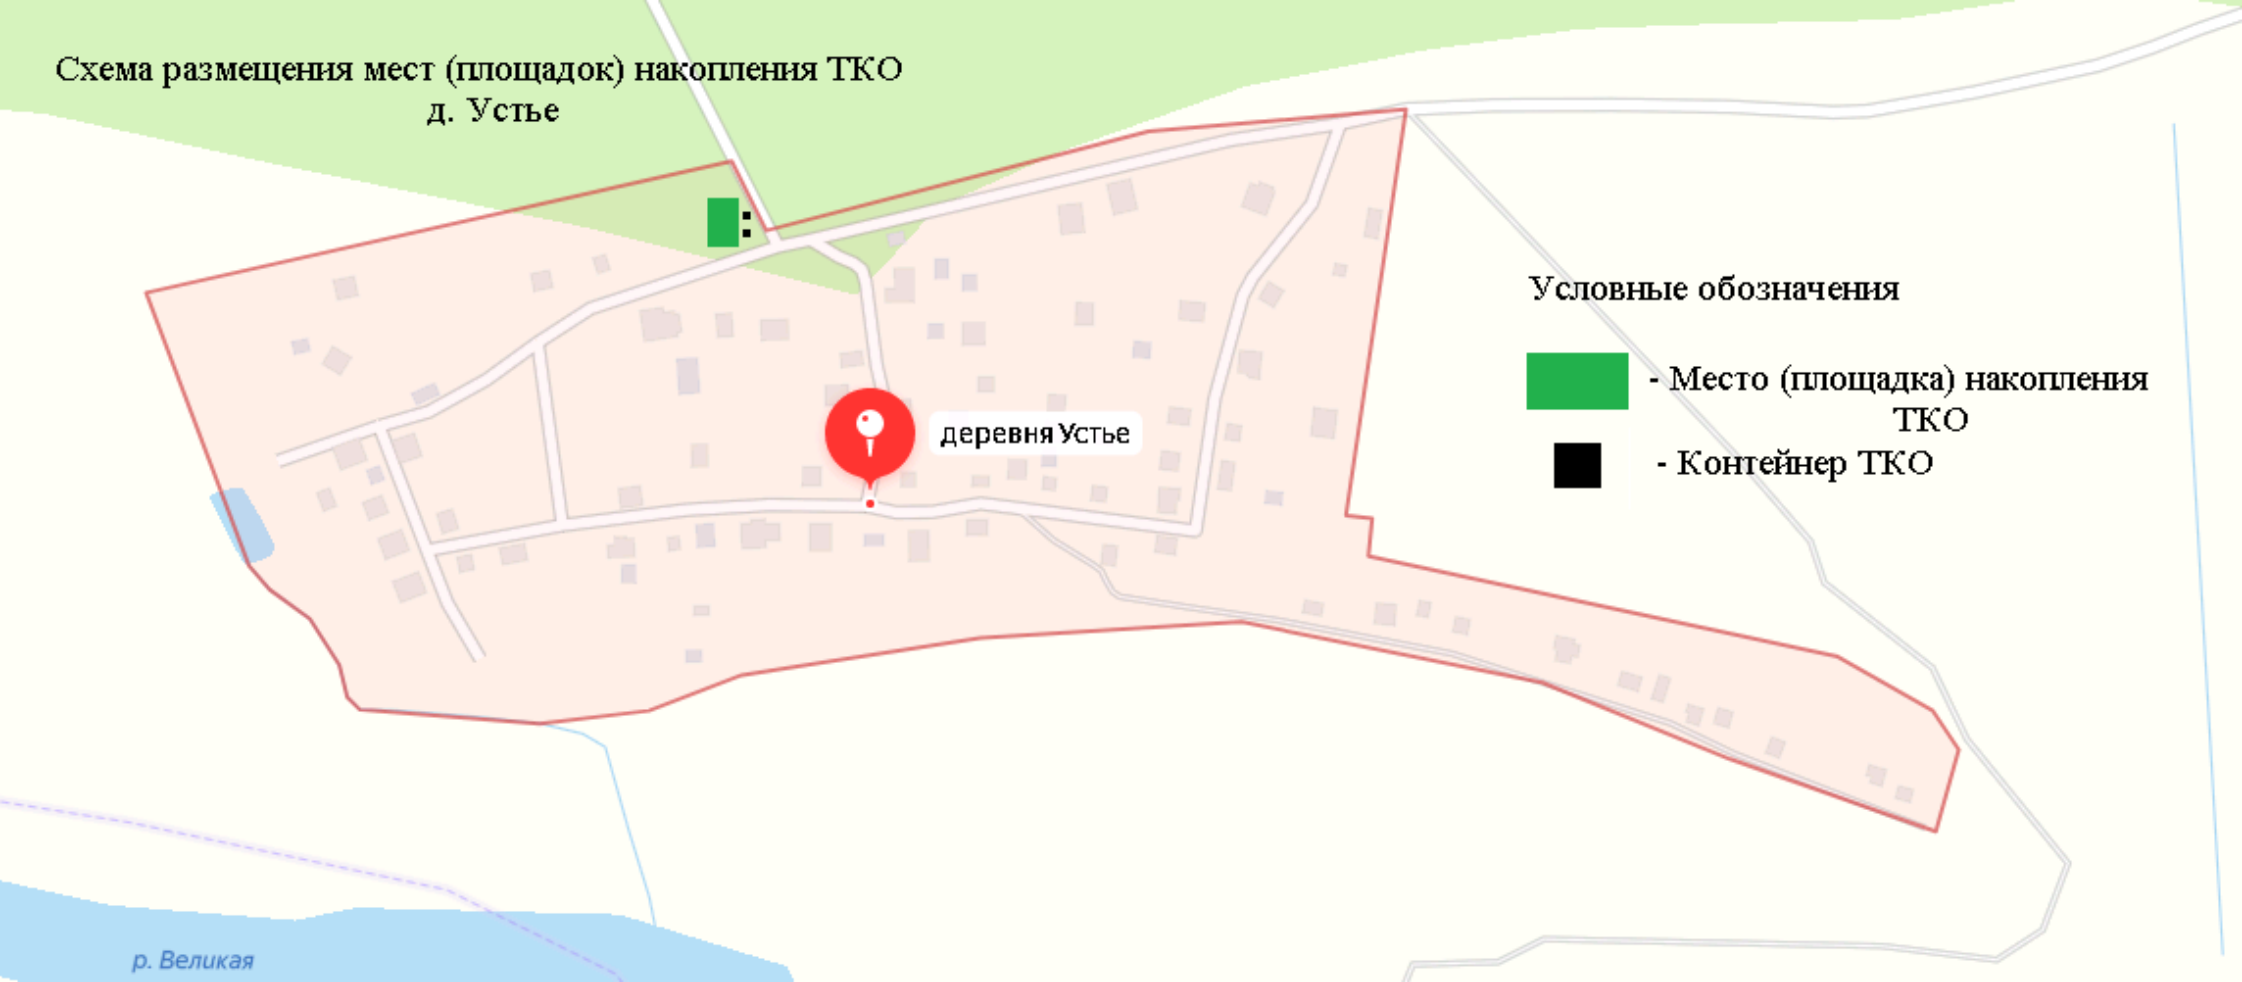 Схема размещения мест (площадок) накопления ТКО
д. Устье
Условные обозначения
- Место (площадка) накопления
ТКО
- Контейнер ТКО
деревня Устье
р. Великая